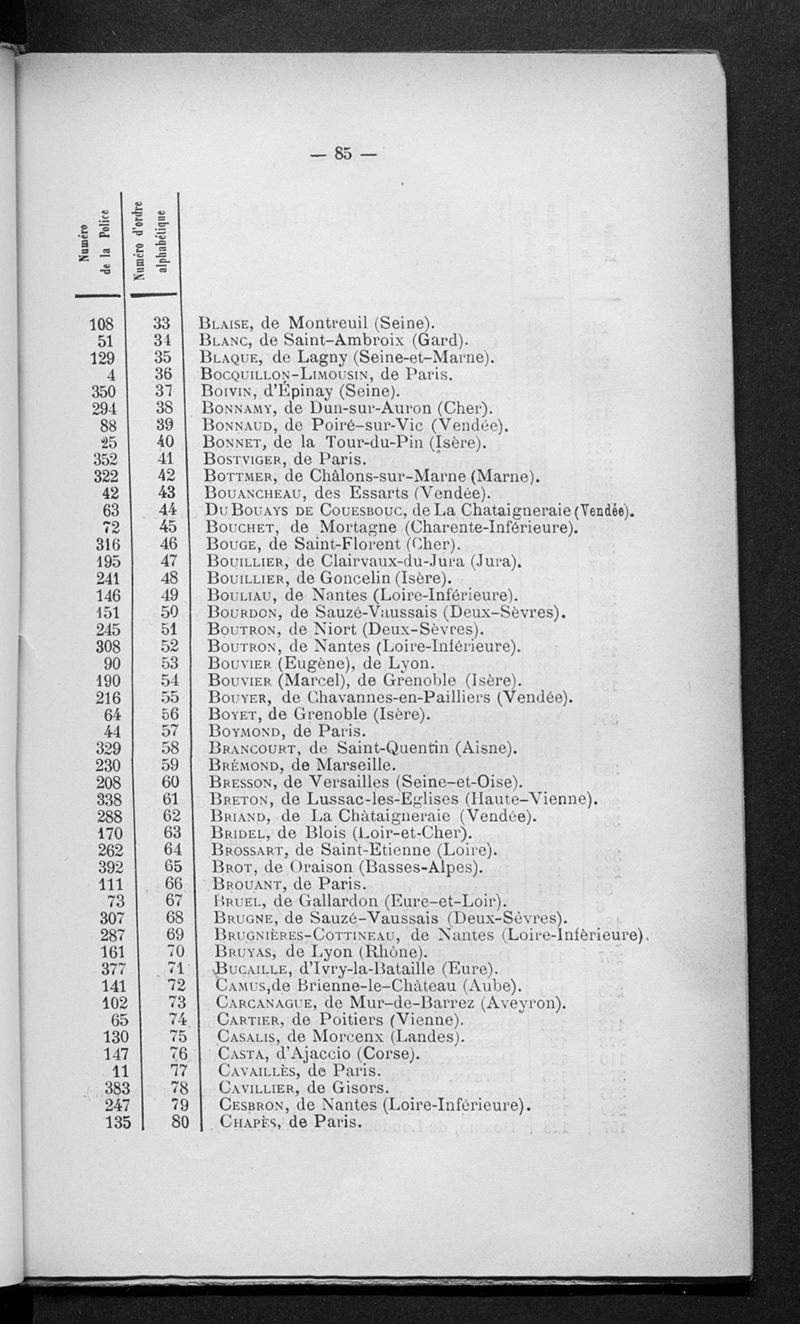 — 85 —
Numéro de la Police
Numéro d'ordre alphabétique
108 33 Blaise, de Montreuil (Seine).
51 34 Blanc, de Saint-Ambroix (Gard).
129 35 Blaque, de Lagny (Seine-et-Marne).
4 36 Bocquillon-Limousin, de Paris.
350 37 Boivin, d'Épinay (Seine).
294 38 Bonnamy, de Dun-sur-Auron (Cher).
88 39 Bonnaud, de Poiré-sur-Vic (Vendée).
25 40 Bonnet, de la Tour-du-Pin (Isère).
352 41 Bostviger, de Paris.
322 42 Bottmer, de Châlons-sur-Marne (Marne).
42 43 Bouancheau, des Essarts (Vendée).
63 44 Du Bouays de Couesbouc, de La Chataigneraie (Vendée).
72 45 Bouchet, de Mortagne (Charente-Inférieure).
316 46 Bouge, de Saint-Florent (Cher).
195 47 Bouillier, de Clairvaux-du-Jura (Jura).
241 48 Bouillier, de Goncelin (Isère).
146 49 Bouliau, de Nantes (Loire-Inférieure).
151 50 Bourdon, de Sauzé-Vaussais (Deux-Sèvres).
245 51 Boutron, de Niort (Deux-Sèvres).
308 52 Boutron, de Nantes (Loire-Inférieure).
90 53 Bouvier (Eugène), de Lyon.
190 54 Bouvier (Marcel), de Grenoble (Isère).
216 55 Bouyer, de Chavannes-en-Pailliers (Vendée).
64 56 Boyet, de Grenoble (Isère).
44 57 Boymond, de Paris.
329 58 Brancourt, de Saint-Quentin (Aisne).
230 59 Brémond, de Marseille.
208 60 Bresson, de Versailles (Seine-et-Oise).
338 61 Breton, de Lussac-les-Eglises (Haute-Vienne).
288 62 Briand, de La Châtaigneraie (Vendée).
170 63 Bridel, de Blois (Loir-et-Cher).
262 64 Brossart, de Saint-Etienne (Loire).
392 65 Brot, de Oraison (Basses-Alpes).
111 66 Brouant, de Paris.
73 67 Bruel, de Gallardon (Eure-et-Loir).
307 68 Brugne, de Sauzé-Vaussais (Deux-Sèvres).
287 69 Brugnières-Cottineau, de Nantes (Loire-Infèrieure).
161 70 Bruyas, de Lyon (Rhône).
377 71 Bucaille, d'Ivry-la-Bataille (Eure).
141 72 Camus,de Brienne-le-Château (Aube).
102 73 Carcanague, de Mur-de-Barrez (Aveyron).
65 74 Cartier, de Poitiers (Vienne).
130 75 Casalis, de Morcenx (Landes).
147 76 Casta, d'Ajaccio (Corse).
11 77 Cavaillès, de Paris.
383 78 Cavillier, de Gisors.
247 79 Cesbron, de Nantes (Loire-Inférieure).
135 80 Chapès, de Paris.